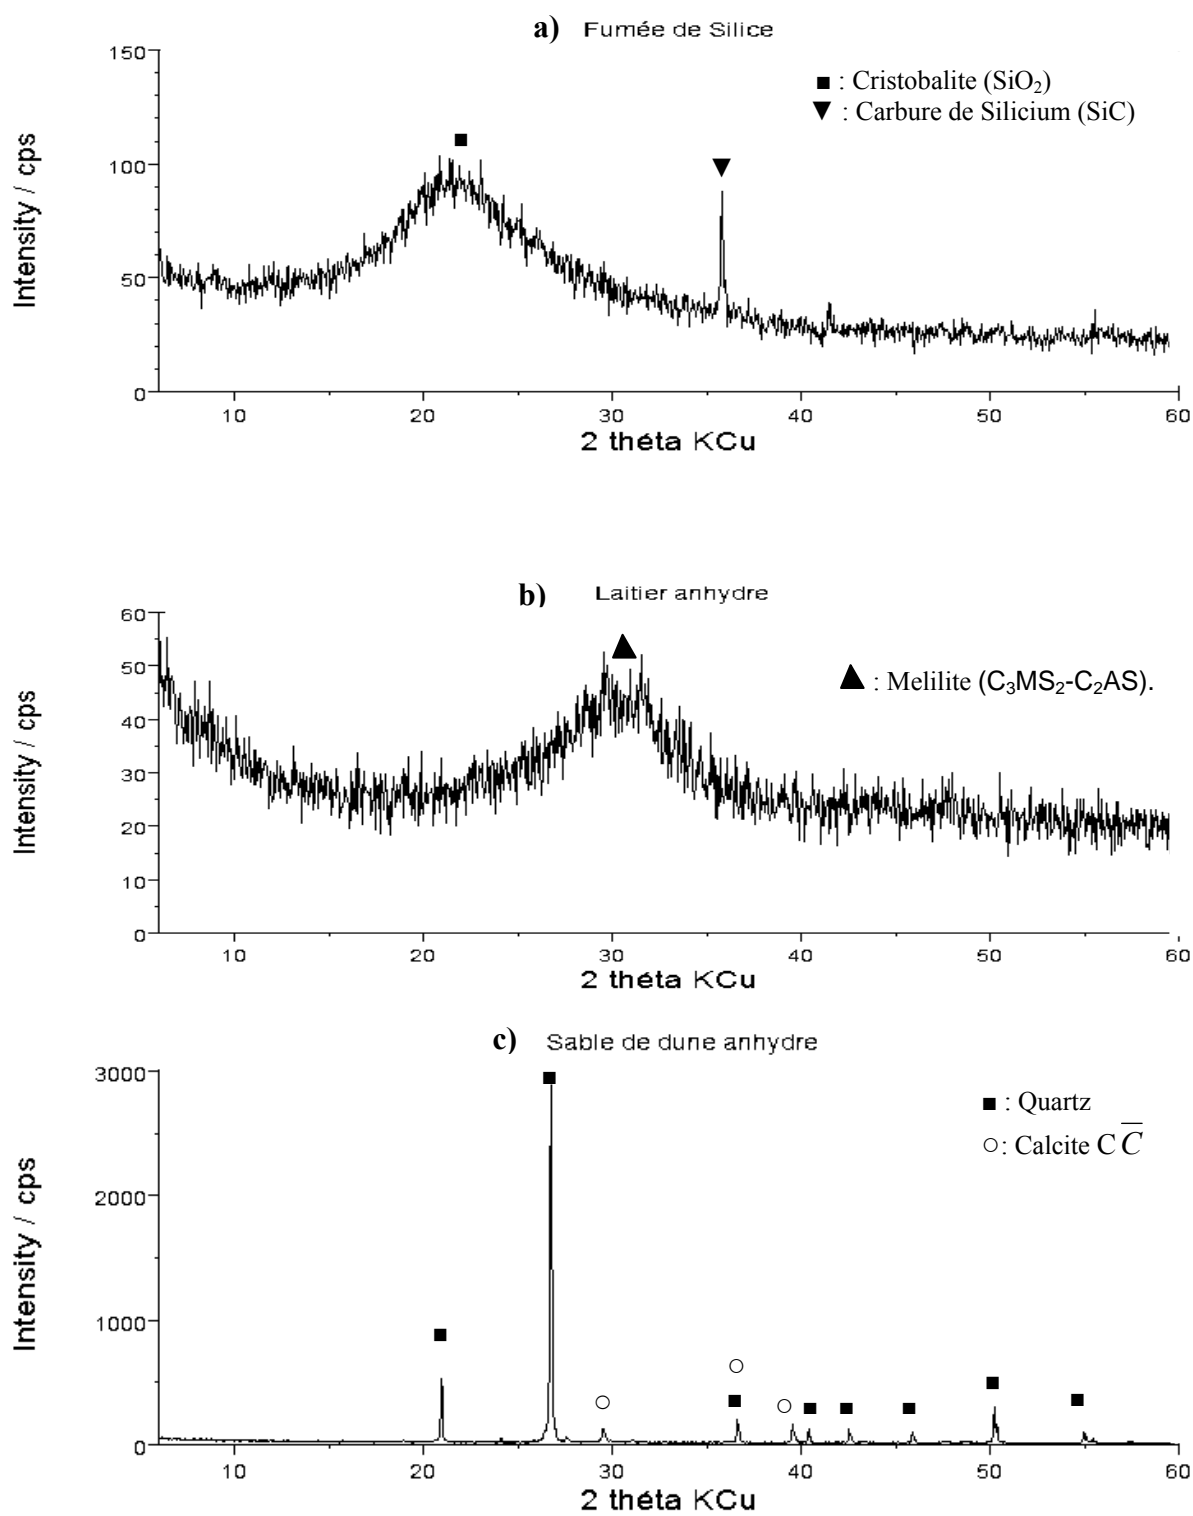 a) Fumée de Silice
150
100
50
0
Intensity / cps
■ : Cristobalite (SiO₂)
▼ : Carbure de Silicium (SiC)
10 20 30 40 50 60
2 théta KCu
b) Laitier anhydre
60
50
40
30
20
10
0
Intensity / cps
▲ : Melilite (C₃MS₂-C₂AS).
10 20 30 40 50 60
2 théta KCu
c) Sable de dune anhydre
3000
2000
1000
0
Intensity / cps
■ : Quartz
○: Calcite C C̅
10 20 30 40 50 60
2 théta KCu